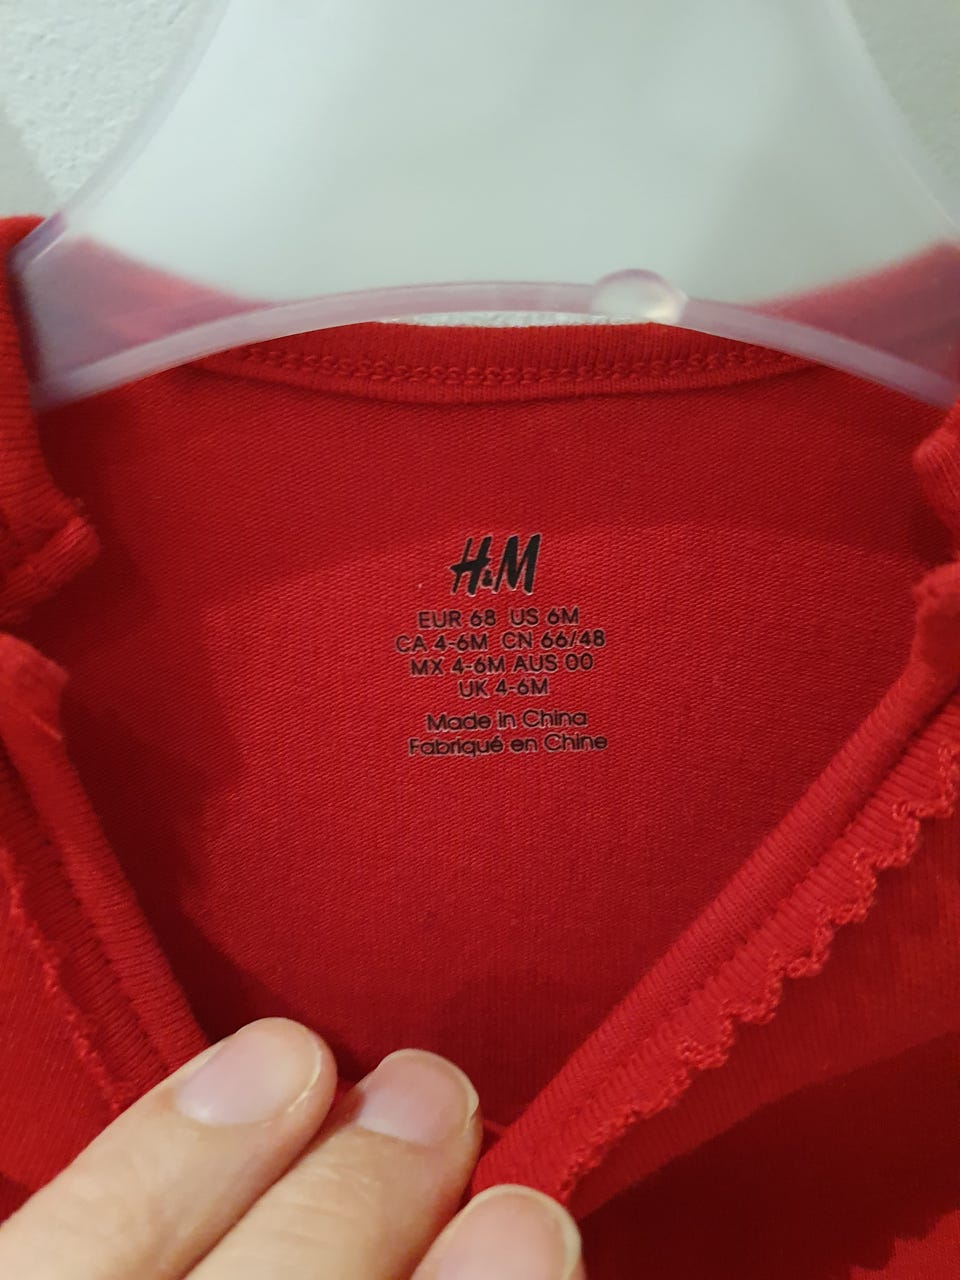 H&M
EUR 68 US 6M
CA 4-6M CN 66/48
MX 4-6M AUS 00
UK 4-6M
Made in China
Fabriqué en Chine